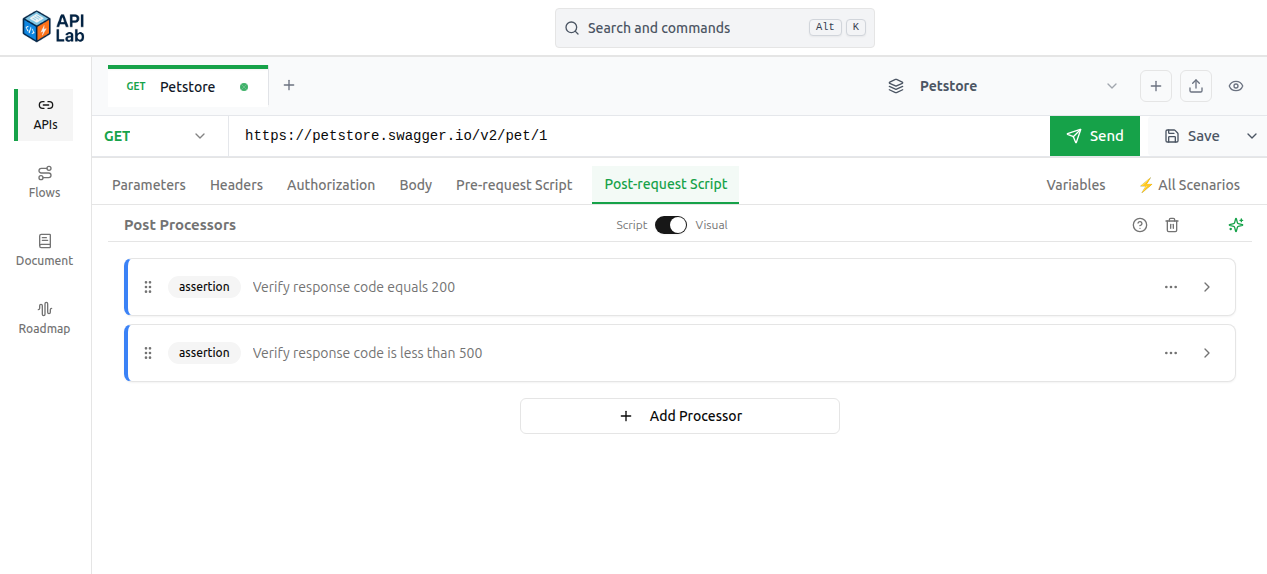 API
Lab
Search and commands Alt K
GET Petstore
Petstore
APIs
GET https://petstore.swagger.io/v2/pet/1 Send Save
Flows
Parameters Headers Authorization Body Pre-request Script Post-request Script Variables ⚡ All Scenarios
Post Processors Script Visual
Document
assertion Verify response code equals 200
Roadmap
assertion Verify response code is less than 500
Add Processor